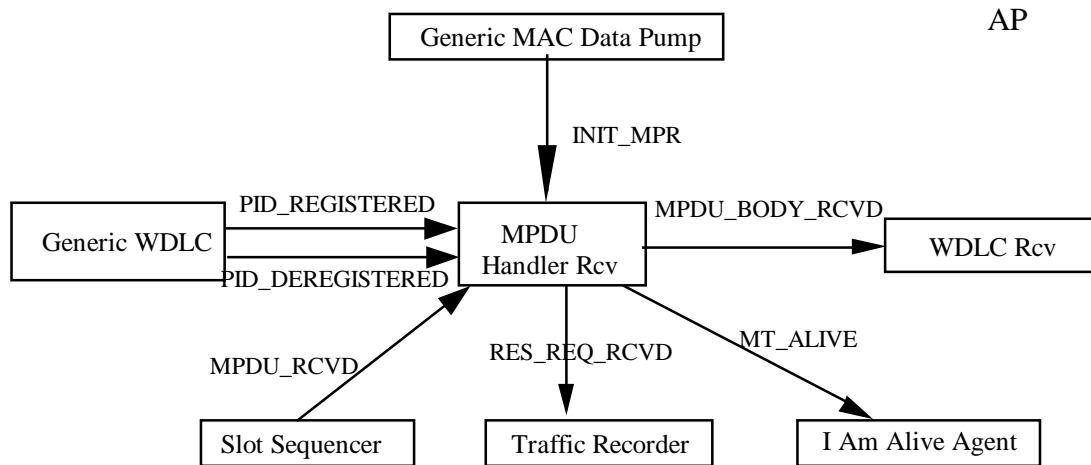 AP
Generic MAC Data Pump
INIT_MPR
PID_REGISTERED
MPDU_BODY_RCVD
Generic WDLC
MPDU
Handler Rcv
WDLC Rcv
PID_DEREGISTERED
MPDU_RCVD
RES_REQ_RCVD
MT_ALIVE
Slot Sequencer
Traffic Recorder
I Am Alive Agent